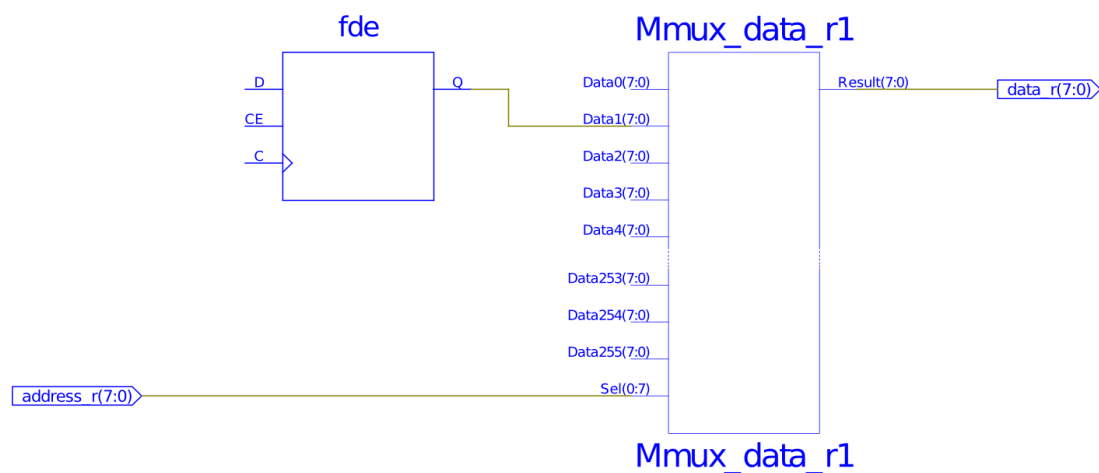 fde
Mmux_data_r1
D
Q
CE
C
Data0(7:0)
Result(7:0)
data_r(7:0)
Data1(7:0)
Data2(7:0)
Data3(7:0)
Data4(7:0)
Data253(7:0)
Data254(7:0)
Data255(7:0)
address_r(7:0)
Sel(0:7)
Mmux_data_r1